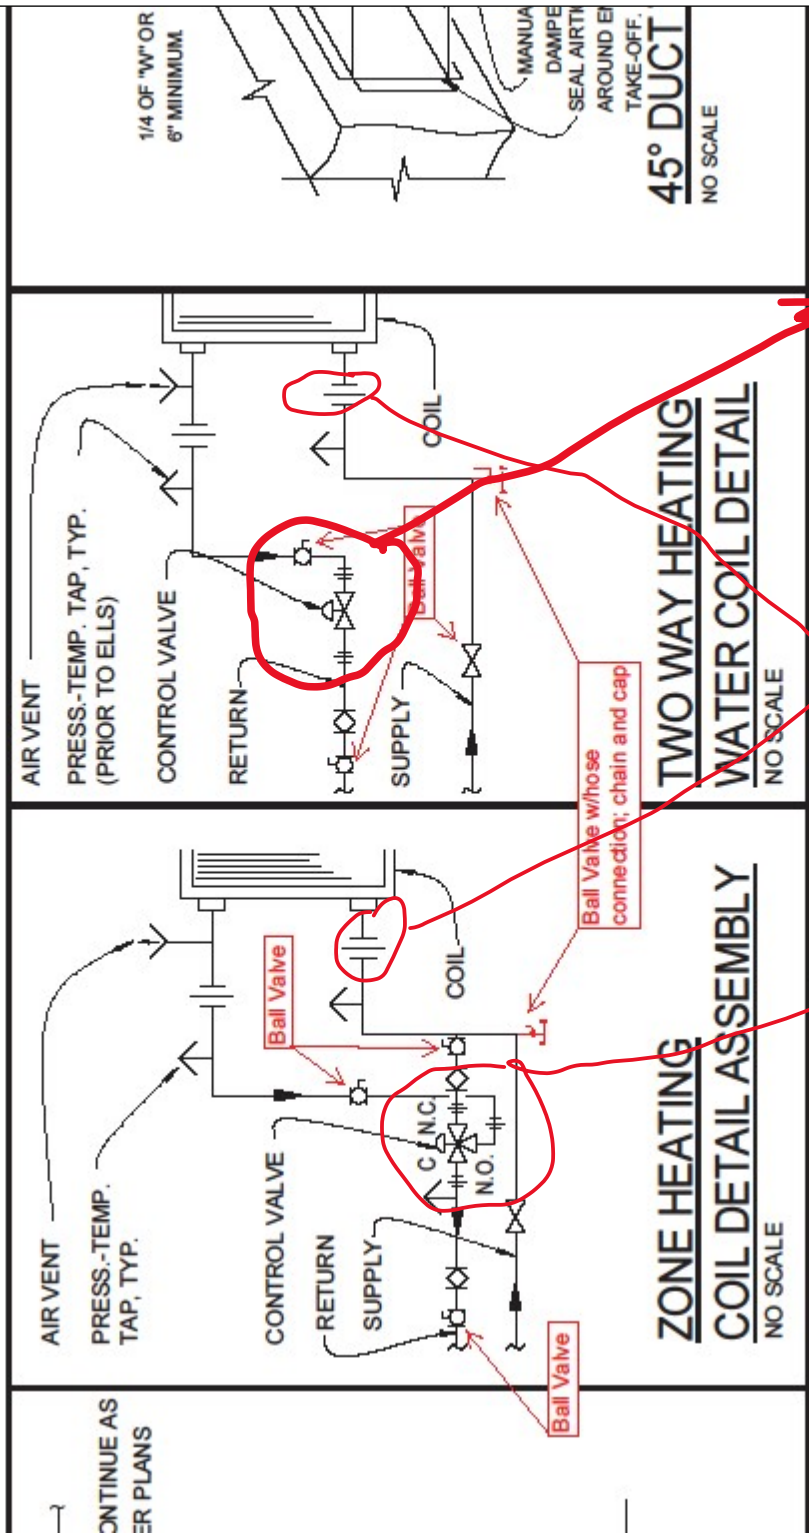 1/4 OF "W" OR
6" MINIMUM.
MANUA
DAMPE
SEAL AIRTI
AROUND EN
TAKE-OFF.
45° DUCT
NO SCALE
AIR VENT
PRESS.-TEMP. TAP, TYP.
(PRIOR TO ELLS)
CONTROL VALVE
RETURN
SUPPLY
COIL
Ball Valve
TWO WAY HEATING
WATER COIL DETAIL
NO SCALE
Ball Valve w/hose
connection; chain and cap
AIR VENT
PRESS.-TEMP.
TAP, TYP.
CONTROL VALVE
RETURN
SUPPLY
Ball Valve
COIL
C
N.C.
N.O.
Ball Valve
ZONE HEATING
COIL DETAIL ASSEMBLY
NO SCALE
ONTINUE AS
ER PLANS